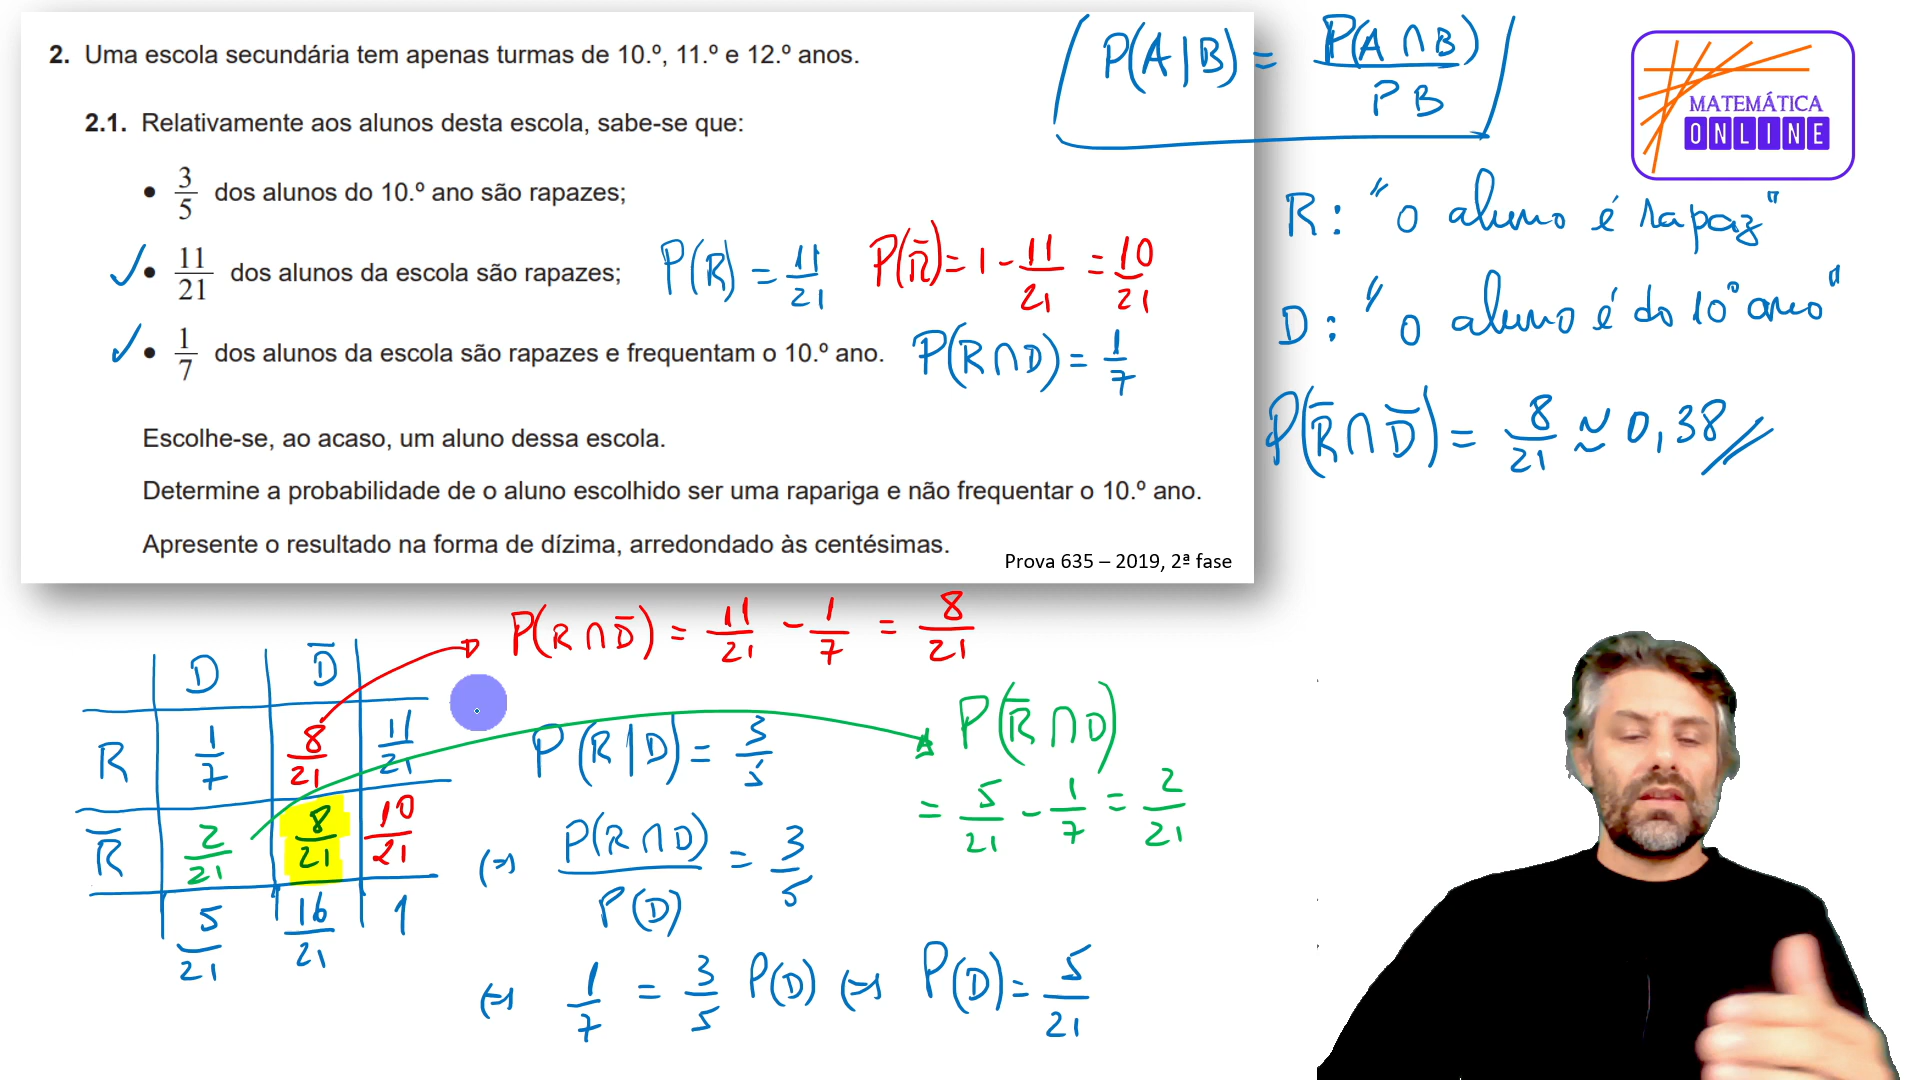 2. Uma escola secundária tem apenas turmas de 10.º, 11.º e 12.º anos.
2.1. Relativamente aos alunos desta escola, sabe-se que:
• 3/5 dos alunos do 10.º ano são rapazes;
• 11/21 dos alunos da escola são rapazes;
• 1/7 dos alunos da escola são rapazes e frequentam o 10.º ano.
Escolhe-se, ao acaso, um aluno dessa escola.
Determine a probabilidade de o aluno escolhido ser uma rapariga e não frequentar o 10.º ano.
Apresente o resultado na forma de dízima, arredondado às centésimas.
Prova 635 – 2019, 2ª fase
P(A|B) = P(A ∩ B) / P B
MATEMÁTICA
ONLINE
R: "o aluno é rapaz"
D: "o aluno é do 10º ano"
P(R) = 11/21
P(R̅) = 1 - 11/21 = 10/21
P(R ∩ D) = 1/7
P(R̅ ∩ D̅) = 8/21 ≈ 0,38
P(R ∩ D̅) = 11/21 - 1/7 = 8/21
D D̅
R 1/7 8/21 11/21
R̅ 2/21 8/21 10/21
5/21 16/21 1
P(R|D) = 3/5
(⇔) P(R ∩ D) / P(D) = 3/5
(⇔) 1/7 = 3/5 P(D) (⇔) P(D) = 5/21
P(R̅ ∩ D)
= 5/21 - 1/7 = 2/21